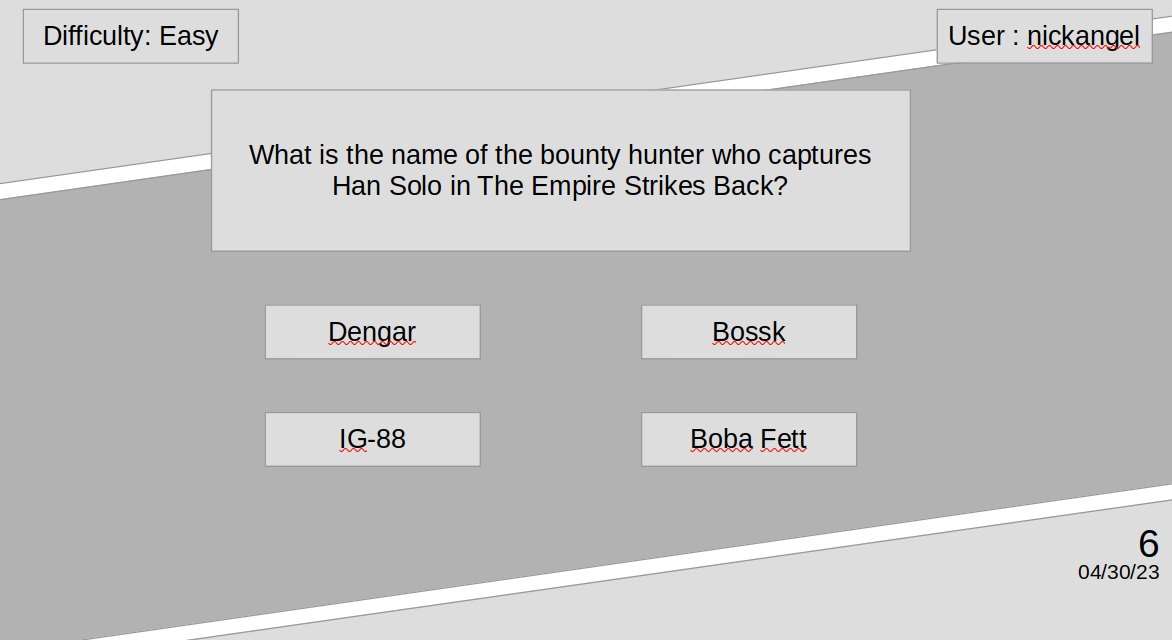 Difficulty: Easy
User : nickangel
What is the name of the bounty hunter who captures
Han Solo in The Empire Strikes Back?
Dengar
Bossk
IG-88
Boba Fett
6
04/30/23